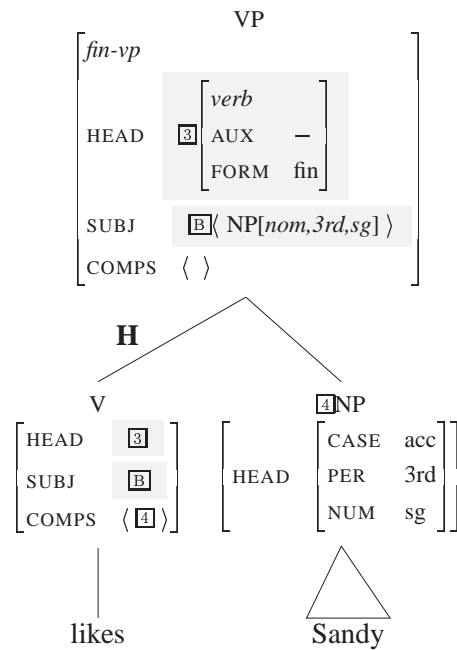 VP
fin-vp
HEAD 3 verb
AUX −
FORM fin
SUBJ B⟨ NP[nom,3rd,sg] ⟩
COMPS ⟨ ⟩
H
V
HEAD 3
SUBJ B
COMPS ⟨ 4 ⟩
4NP
HEAD CASE acc
PER 3rd
NUM sg
likes
Sandy